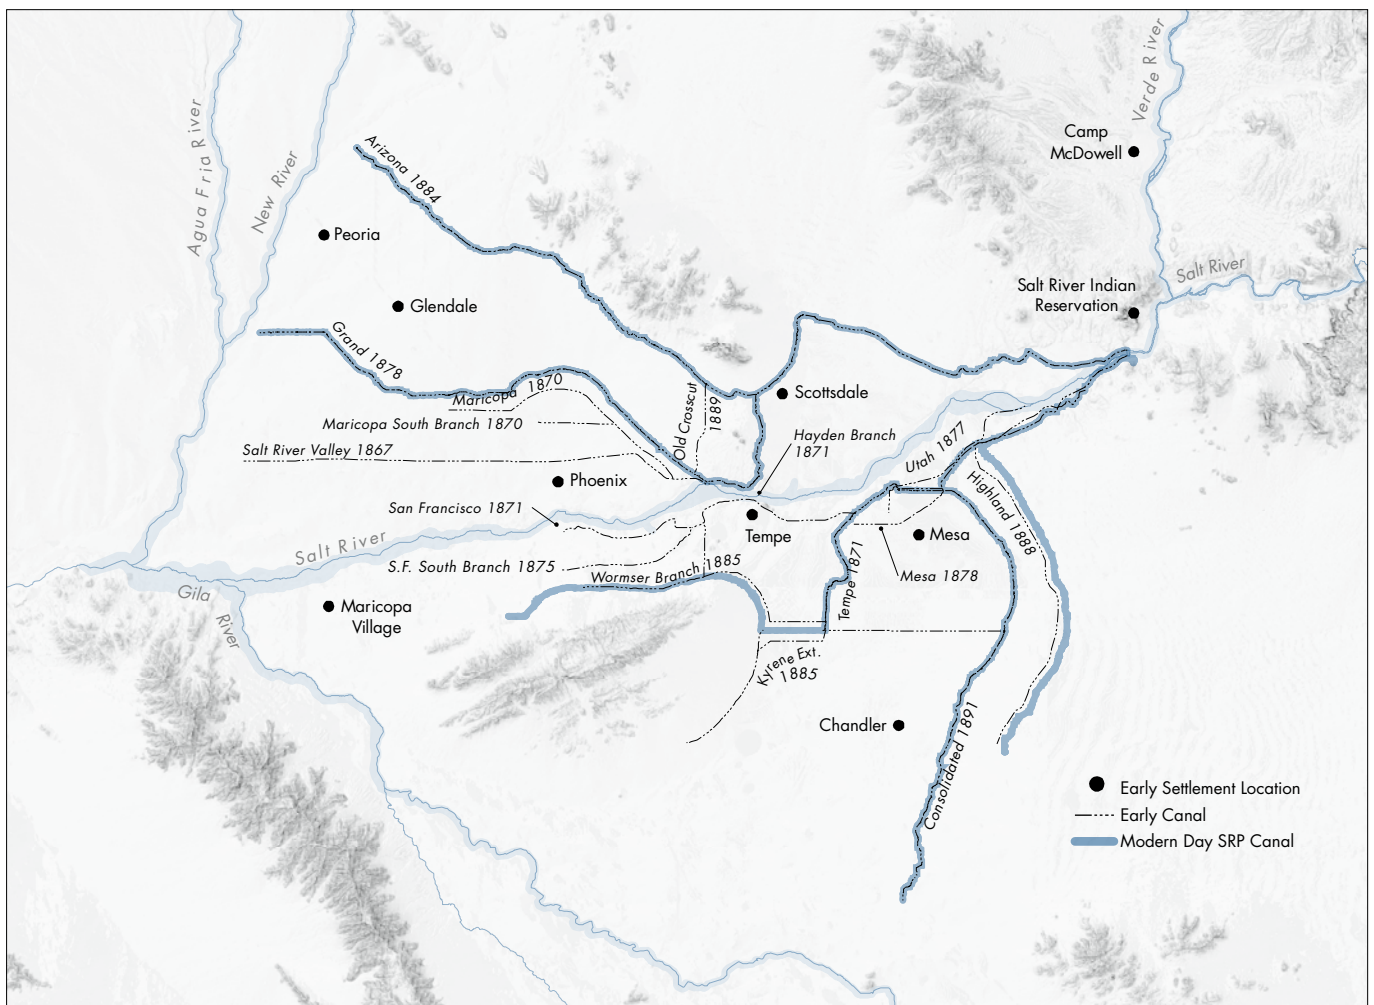 Agua Fria River
New River
Verde River
Camp
McDowell
Arizona 1884
Peoria
Salt River
Salt River Indian
Reservation
Glendale
Grand 1878
Maricopa 1870
Old Crosscut
1889
Scottsdale
Maricopa South Branch 1870
Hayden Branch
1871
Utah 1877
Salt River Valley 1867
Phoenix
Highland 1888
San Francisco 1871
Tempe
Mesa
Salt River
S.F. South Branch 1875
Wormser Branch 1885
Tempe 1871
Mesa 1878
Gila
River
Maricopa
Village
Kyrene Ext.
1885
Chandler
Consolidated 1891
Early Settlement Location
Early Canal
Modern Day SRP Canal